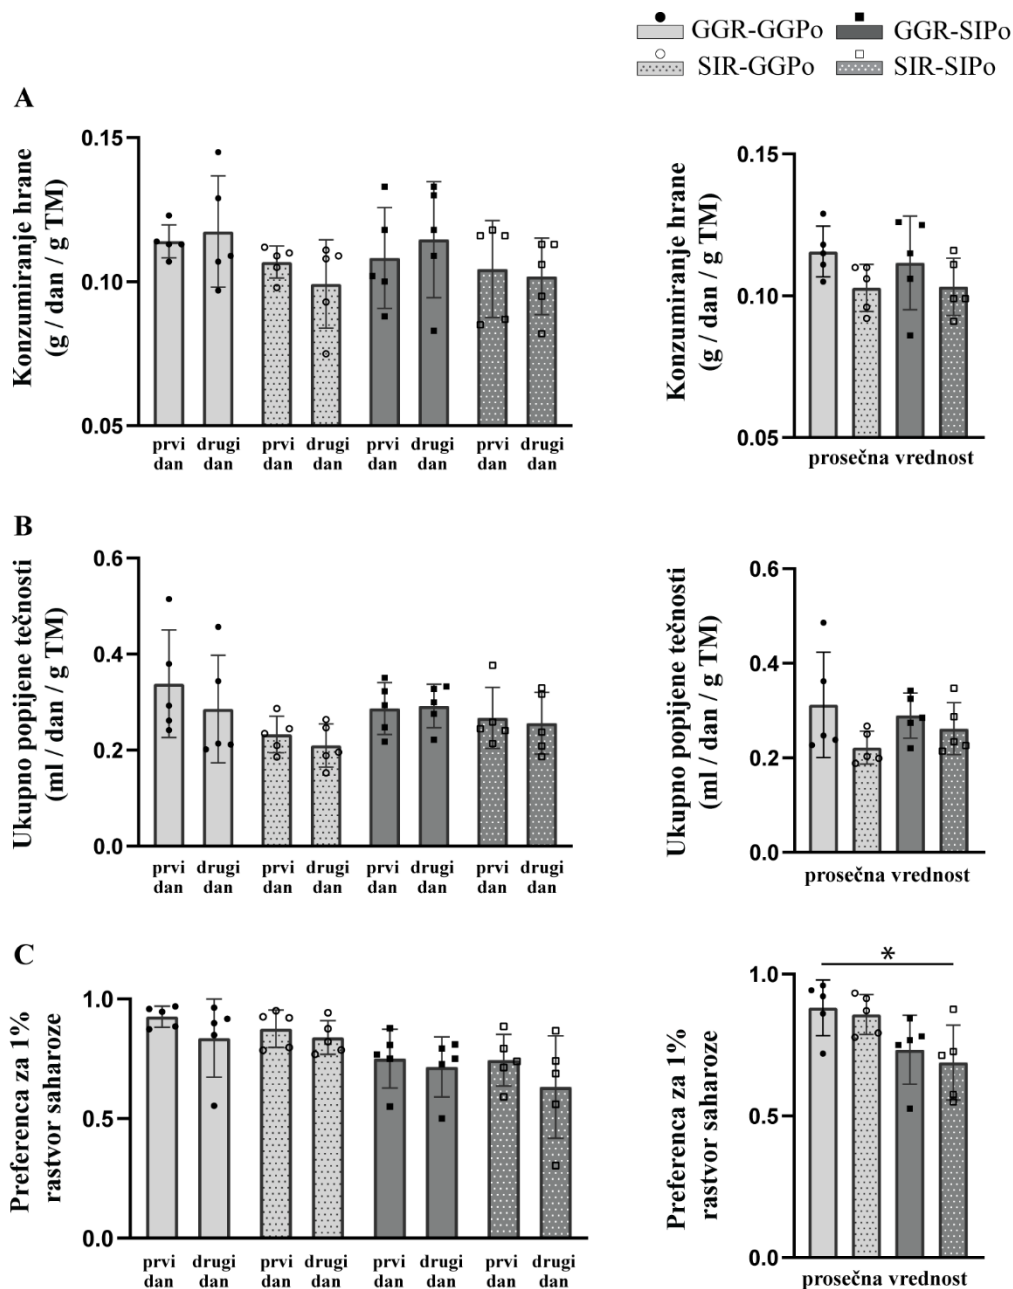 GGR-GGPo GGR-SIPo
SIR-GGPo SIR-SIPo
A
Konzumiranje hrane
(g / dan / g TM)
0.15
0.10
0.05
prvi drugi prvi drugi prvi drugi prvi drugi
dan dan dan dan dan dan dan dan
Konzumiranje hrane
(g / dan / g TM)
0.15
0.10
0.05
prosečna vrednost
B
Ukupno popijene tečnosti
(ml / dan / g TM)
0.6
0.4
0.2
0.0
prvi drugi prvi drugi prvi drugi prvi drugi
dan dan dan dan dan dan dan dan
Ukupno popijene tečnosti
(ml / dan / g TM)
0.6
0.4
0.2
0.0
prosečna vrednost
C
Preferenca za 1%
rastvor saharoze
1.0
0.5
0.0
prvi drugi prvi drugi prvi drugi prvi drugi
dan dan dan dan dan dan dan dan
Preferenca za 1%
rastvor saharoze
1.0
0.5
0.0
*
prosečna vrednost